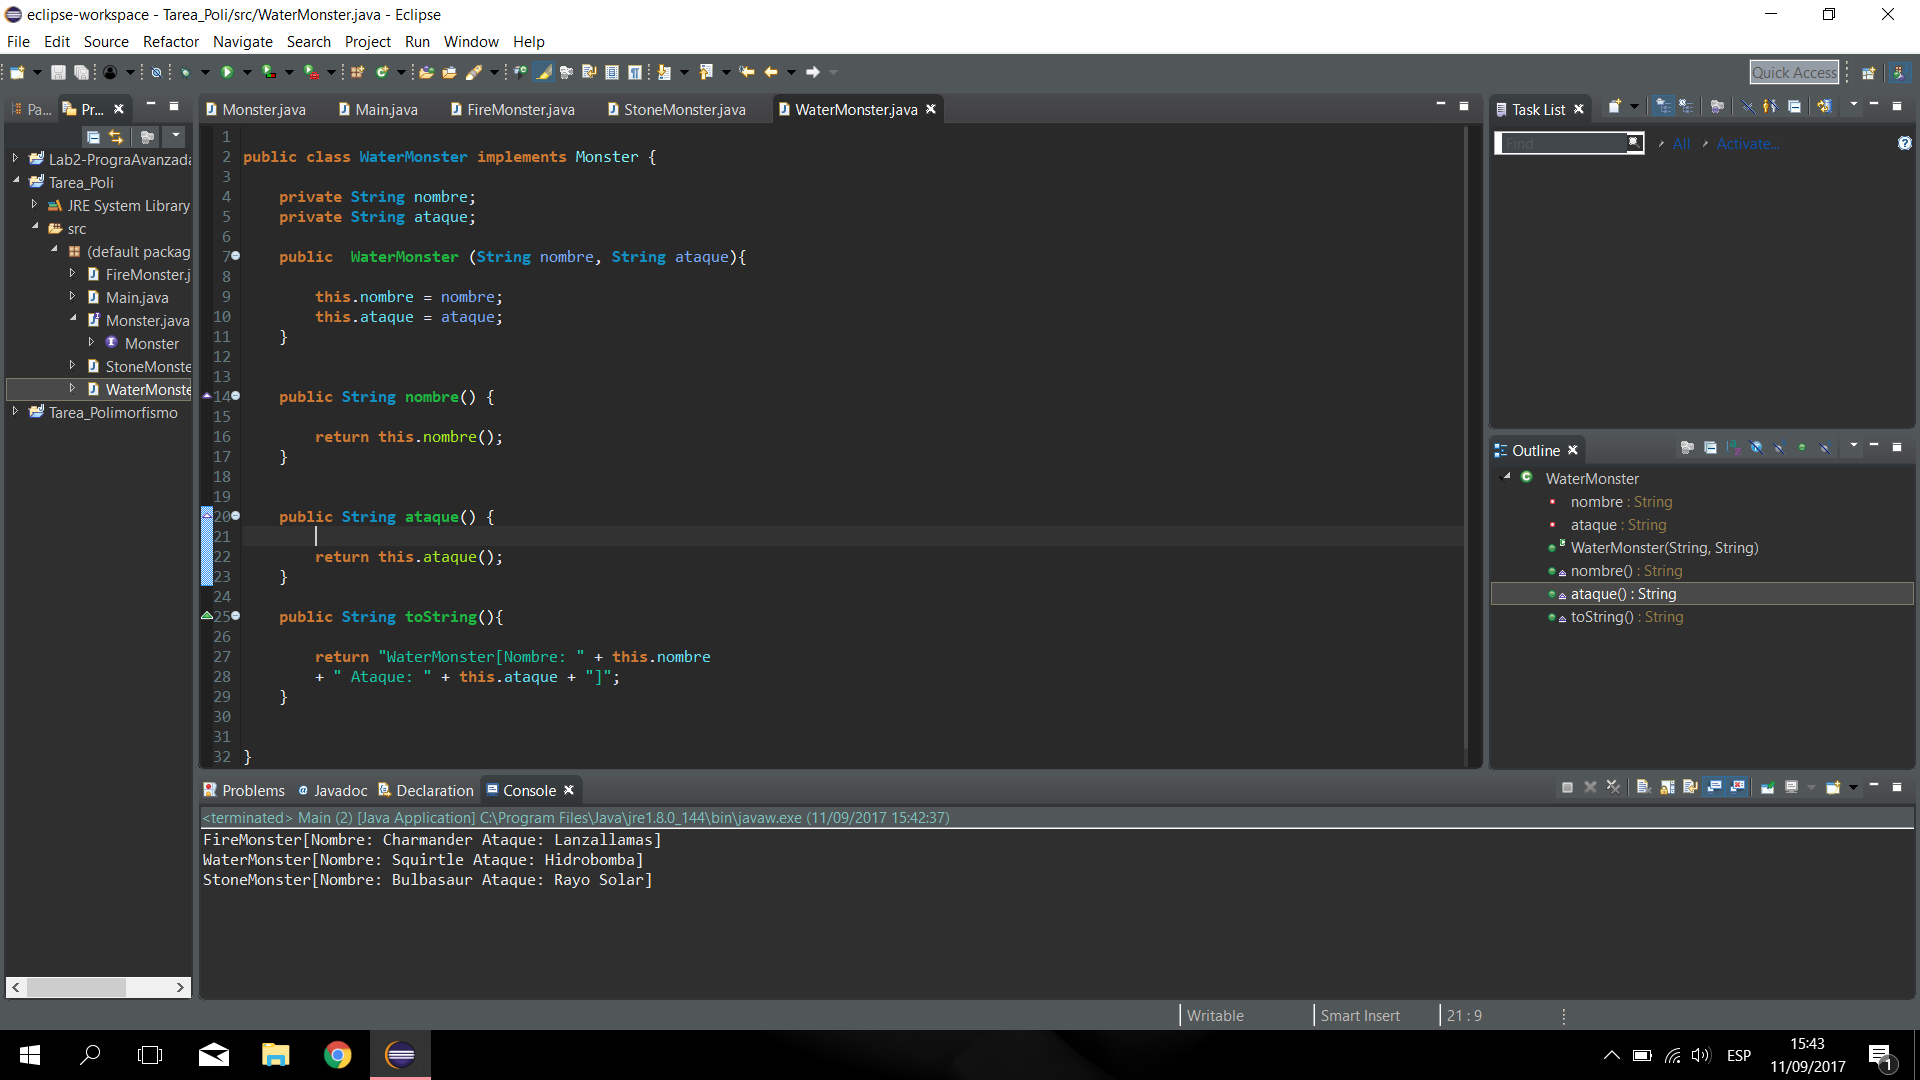 eclipse-workspace - Tarea_Poli/src/WaterMonster.java - Eclipse
File Edit Source Refactor Navigate Search Project Run Window Help
Quick Access
Pa... Pr...
Lab2-PrograAvanzada
Tarea_Poli
JRE System Library
src
(default packag
FireMonster.j
Main.java
Monster.java
Monster
StoneMonste
WaterMonste
Tarea_Polimorfismo
Monster.java Main.java FireMonster.java StoneMonster.java WaterMonster.java
1
2 public class WaterMonster implements Monster {
3
4 private String nombre;
5 private String ataque;
6
7 public  WaterMonster (String nombre, String ataque){
8
9 this.nombre = nombre;
10 this.ataque = ataque;
11 }
12
13
14 public String nombre() {
15
16 return this.nombre();
17 }
18
19
20 public String ataque() {
21
22 return this.ataque();
23 }
24
25 public String toString(){
26
27 return "WaterMonster[Nombre: " + this.nombre
28 + " Ataque: " + this.ataque + "]";
29 }
30
31
32 }
Task List
Find All Activate...
Outline
WaterMonster
nombre : String
ataque : String
WaterMonster(String, String)
nombre() : String
ataque() : String
toString() : String
Problems Javadoc Declaration Console
<terminated> Main (2) [Java Application] C:\Program Files\Java\jre1.8.0_144\bin\javaw.exe (11/09/2017 15:42:37)
FireMonster[Nombre: Charmander Ataque: Lanzallamas]
WaterMonster[Nombre: Squirtle Ataque: Hidrobomba]
StoneMonster[Nombre: Bulbasaur Ataque: Rayo Solar]
Writable Smart Insert 21 : 9
ESP
15:43
11/09/2017
1